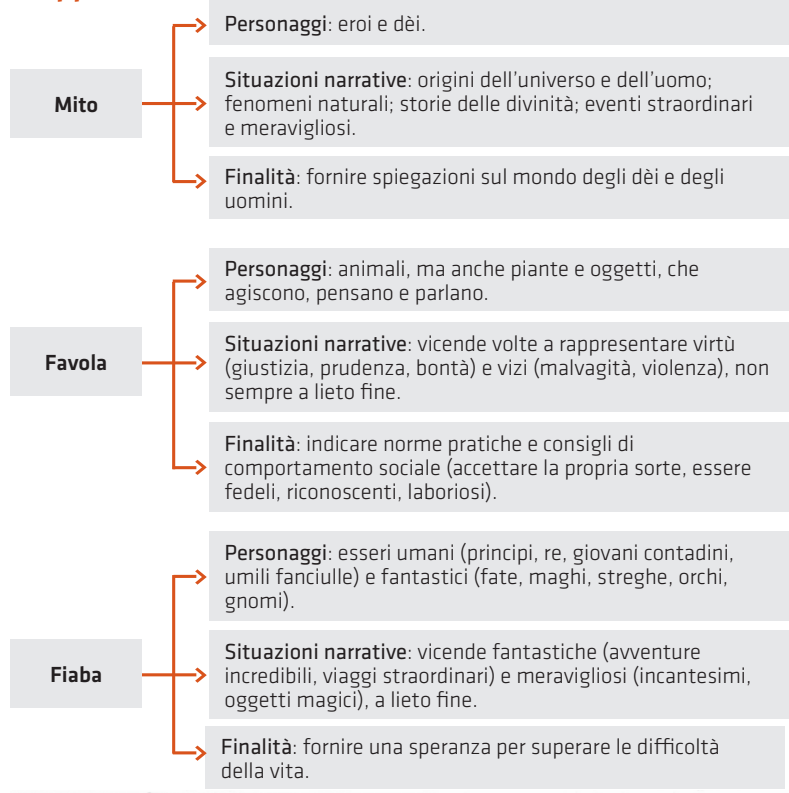 Personaggi: eroi e dèi.
Mito
Situazioni narrative: origini dell'universo e dell'uomo;
fenomeni naturali; storie delle divinità; eventi straordinari
e meravigliosi.
Finalità: fornire spiegazioni sul mondo degli dèi e degli
uomini.
Personaggi: animali, ma anche piante e oggetti, che
agiscono, pensano e parlano.
Favola
Situazioni narrative: vicende volte a rappresentare virtù
(giustizia, prudenza, bontà) e vizi (malvagità, violenza), non
sempre a lieto fine.
Finalità: indicare norme pratiche e consigli di
comportamento sociale (accettare la propria sorte, essere
fedeli, riconoscenti, laboriosi).
Personaggi: esseri umani (principi, re, giovani contadini,
umili fanciulle) e fantastici (fate, maghi, streghe, orchi,
gnomi).
Fiaba
Situazioni narrative: vicende fantastiche (avventure
incredibili, viaggi straordinari) e meravigliosi (incantesimi,
oggetti magici), a lieto fine.
Finalità: fornire una speranza per superare le difficoltà
della vita.